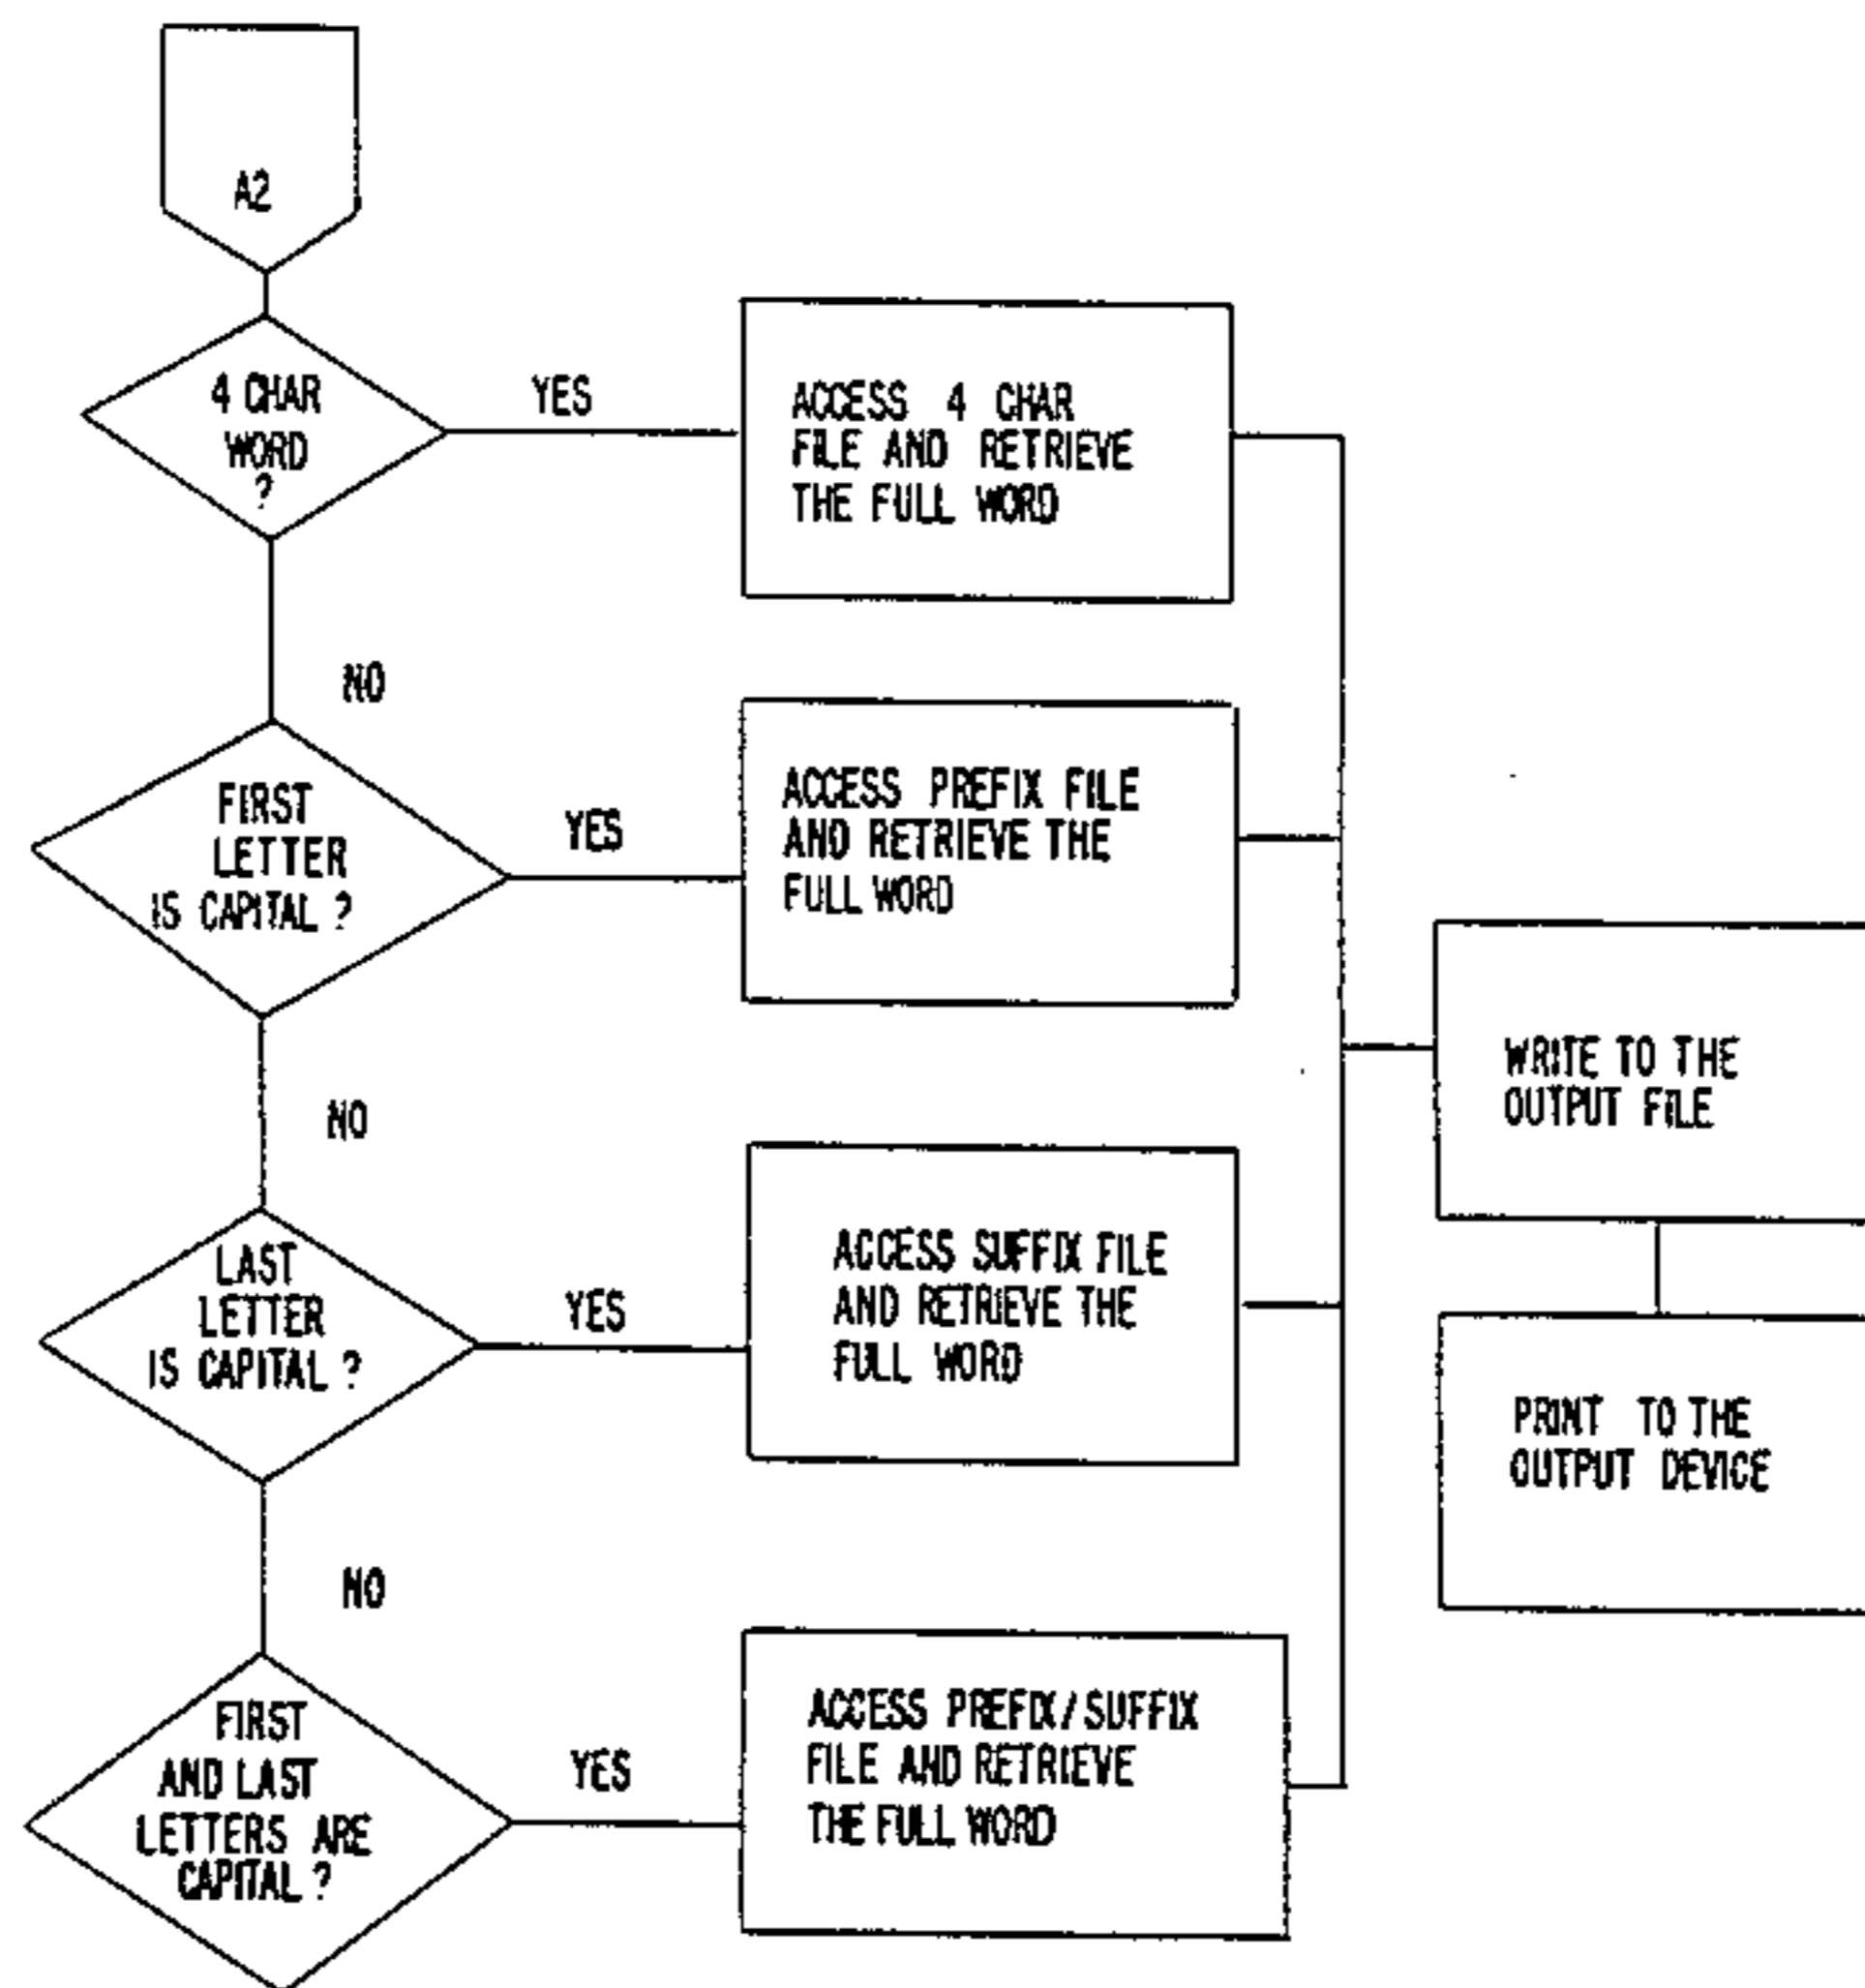 A2
4 CHAR
WORD
?
YES
ACCESS 4 CHAR
FILE AND RETRIEVE
THE FULL WORD
NO
FIRST
LETTER
IS CAPITAL ?
YES
ACCESS PREFIX FILE
AND RETRIEVE THE
FULL WORD
WRITE TO THE
OUTPUT FILE
NO
LAST
LETTER
IS CAPITAL ?
YES
ACCESS SUFFIX FILE
AND RETRIEVE THE
FULL WORD
PRINT TO THE
OUTPUT DEVICE
NO
FIRST
AND LAST
LETTERS ARE
CAPITAL ?
YES
ACCESS PREFIX/SUFFIX
FILE AND RETRIEVE
THE FULL WORD